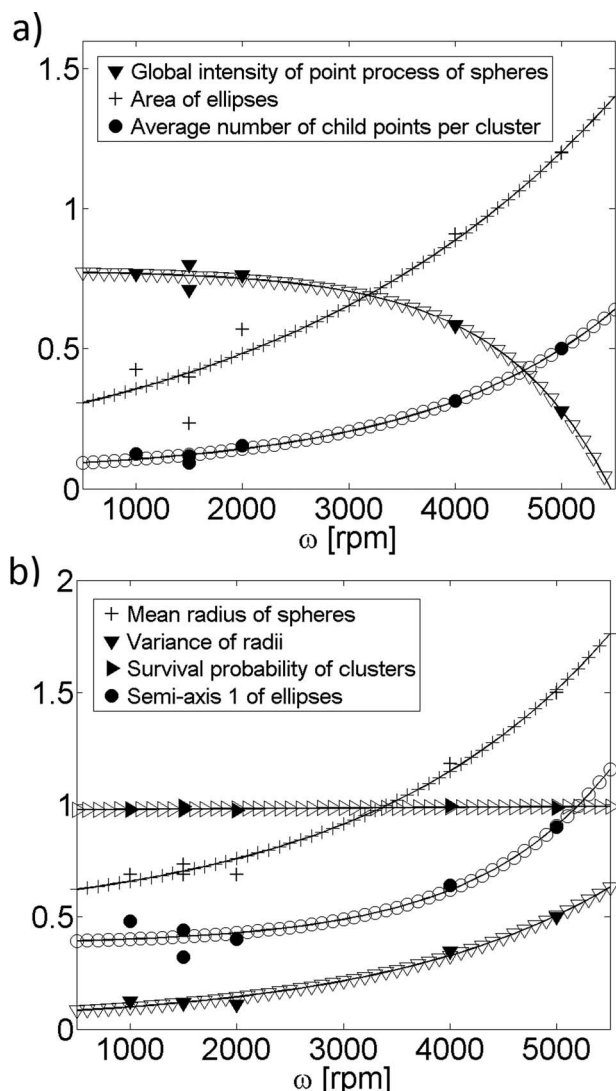 a)
1.5
1
0.5
0
▼ Global intensity of point process of spheres
+ Area of ellipses
● Average number of child points per cluster
1000 2000 3000 4000 5000
ω [rpm]
b)
2
1.5
1
0.5
0
+ Mean radius of spheres
▼ Variance of radii
▶ Survival probability of clusters
● Semi-axis 1 of ellipses
1000 2000 3000 4000 5000
ω [rpm]